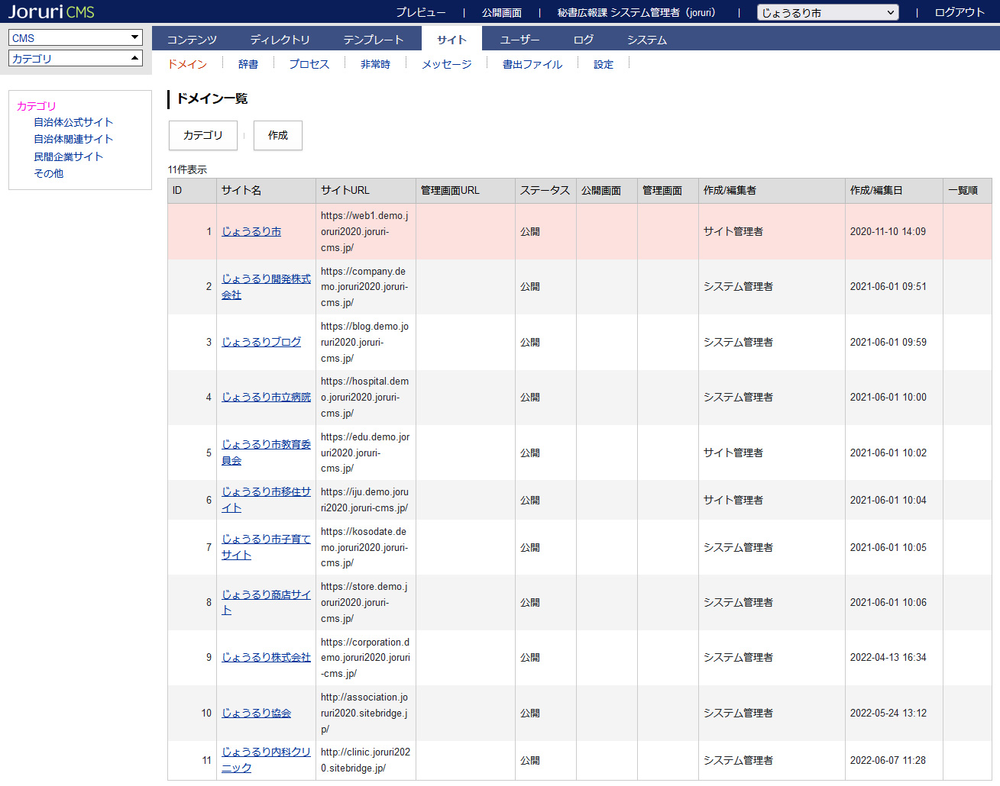 Joruri CMS
プレビュー | 公開画面 | 秘書広報課 システム管理者（joruri） | じょうるり市 | ログアウト
CMS
カテゴリ
コンテンツ ディレクトリ テンプレート サイト ユーザー ログ システム
ドメイン 辞書 プロセス 非常時 メッセージ 書出ファイル 設定
カテゴリ
自治体公式サイト
自治体関連サイト
民間企業サイト
その他
ドメイン一覧
カテゴリ 作成
11件表示
ID サイト名 サイトURL 管理画面URL ステータス 公開画面 管理画面 作成/編集者 作成/編集日 一覧順
1 じょうるり市 https://web1.demo.j
oruri2020.joruri-
cms.jp/ 公開 サイト管理者 2020-11-10 14:09
2 じょうるり開発株式
会社 https://company.de
mo.joruri2020.joruri-
cms.jp/ 公開 システム管理者 2021-06-01 09:51
3 じょうるりブログ https://blog.demo.jo
ruri2020.joruri-
cms.jp/ 公開 システム管理者 2021-06-01 09:59
4 じょうるり市立病院 https://hospital.dem
o.joruri2020.joruri-
cms.jp/ 公開 システム管理者 2021-06-01 10:00
5 じょうるり市教育委
員会 https://edu.demo.jor
uri2020.joruri-
cms.jp/ 公開 サイト管理者 2021-06-01 10:02
6 じょうるり市移住サ
イト https://iju.demo.joru
ri2020.joruri-cms.jp/ 公開 サイト管理者 2021-06-01 10:04
7 じょうるり市子育て
サイト https://kosodate.de
mo.joruri2020.joruri-
cms.jp/ 公開 システム管理者 2021-06-01 10:05
8 じょうるり商店サイ
ト https://store.demo.j
oruri2020.joruri-
cms.jp/ 公開 システム管理者 2021-06-01 10:06
9 じょうるり株式会社 https://corporation.d
emo.joruri2020.joruri
-cms.jp/ 公開 システム管理者 2022-04-13 16:34
10 じょうるり協会 http://association.jo
ruri2020.sitebridge.j
p/ 公開 システム管理者 2022-05-24 13:12
11 じょうるり内科クリ
ニック http://clinic.joruri202
0.sitebridge.jp/ 公開 システム管理者 2022-06-07 11:28